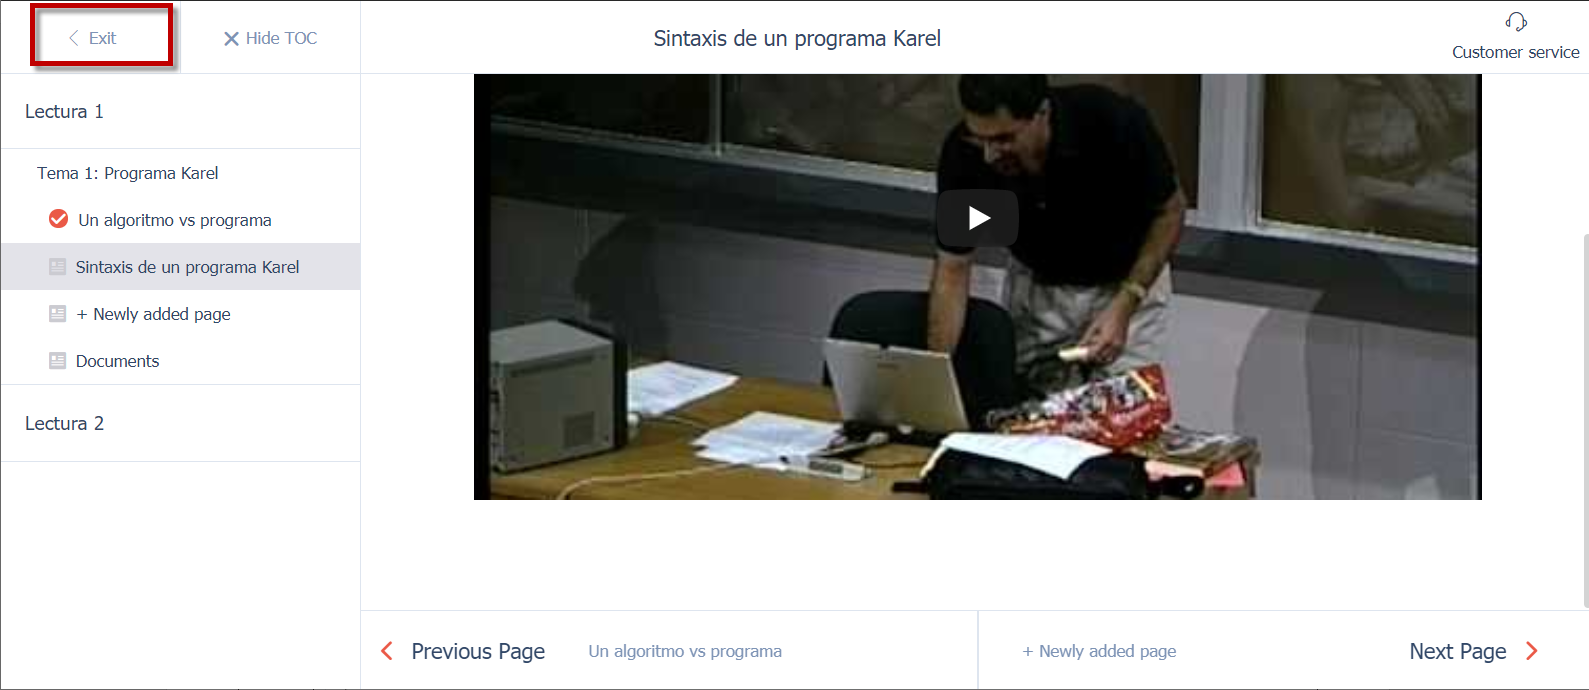 Exit
Hide TOC
Sintaxis de un programa Karel
Customer service
Lectura 1
Tema 1: Programa Karel
Un algoritmo vs programa
Sintaxis de un programa Karel
+ Newly added page
Documents
Lectura 2
Previous Page
Un algoritmo vs programa
+ Newly added page
Next Page